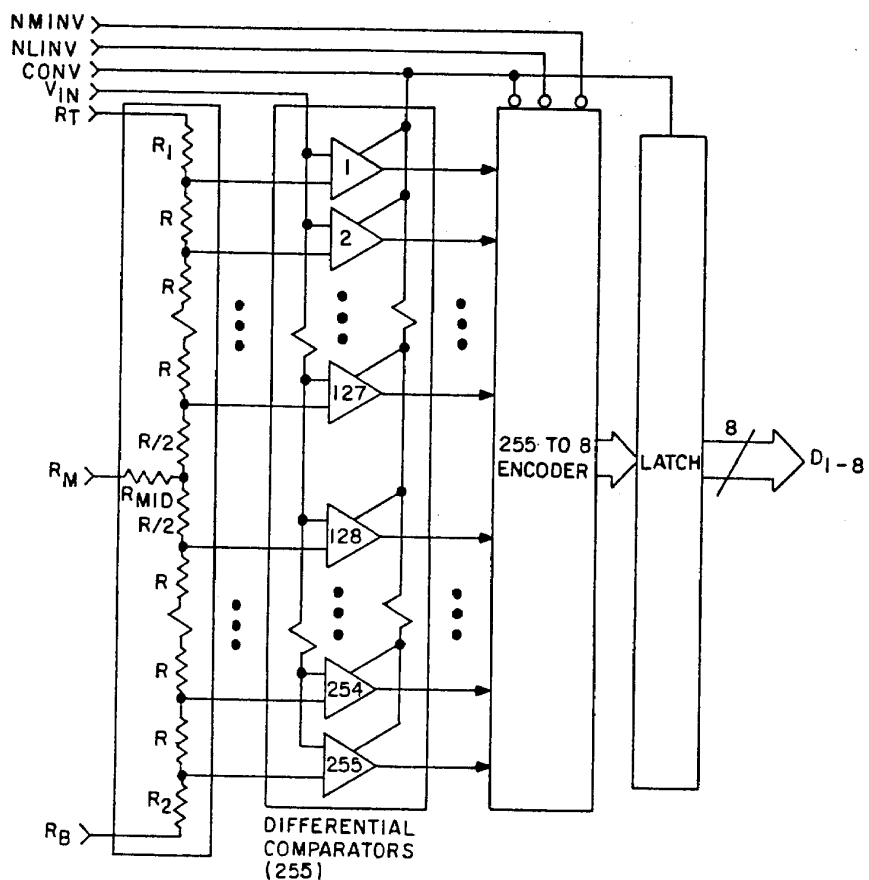 NMINV
NLINV
CONV
VIN
RT
R1
1
R
2
R
R
127
R/2
8
RM
RMID
255 TO 8
ENCODER
LATCH
D1-8
R/2
128
R
R
254
R
255
R2
RB
DIFFERENTIAL
COMPARATORS
(255)